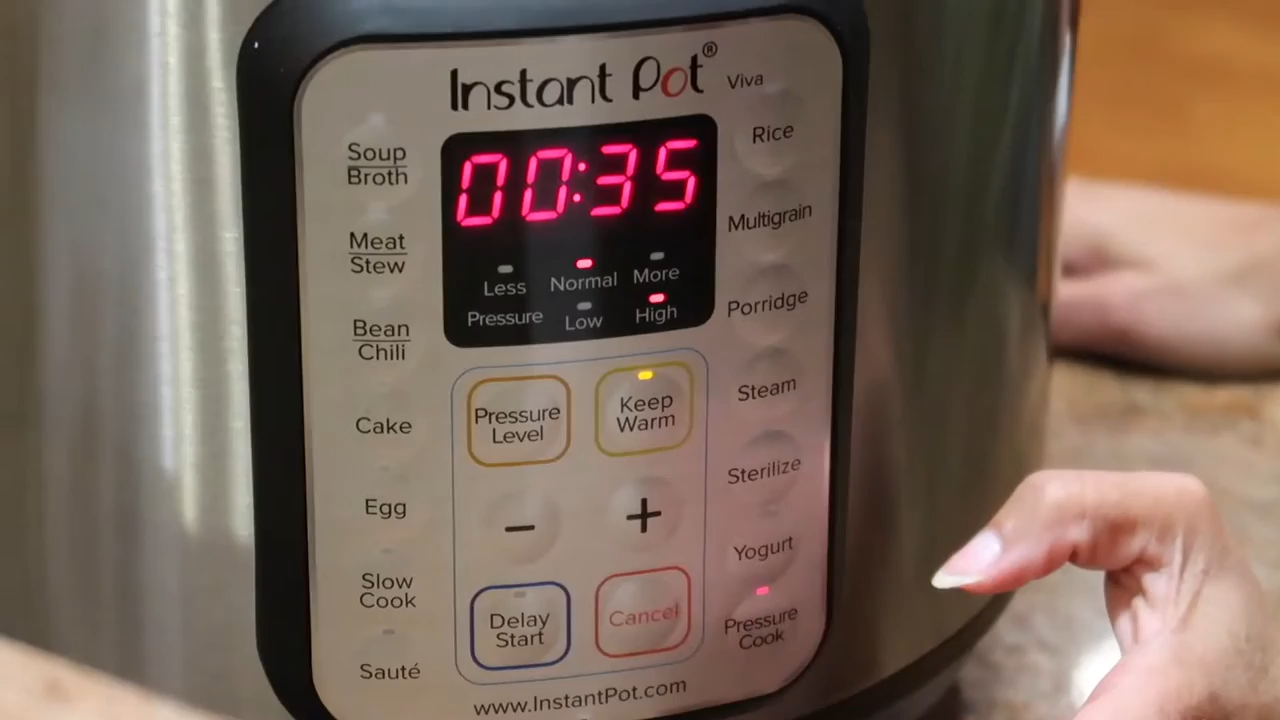 Instant Pot® Viva
00:35
Less Normal More
Pressure Low High
Soup
Broth
Meat
Stew
Bean
Chili
Cake
Egg
Slow
Cook
Sauté
Pressure
Level
Keep
Warm
− +
Delay
Start
Cancel
Rice
Multigrain
Porridge
Steam
Sterilize
Yogurt
Pressure
Cook
www.InstantPot.com